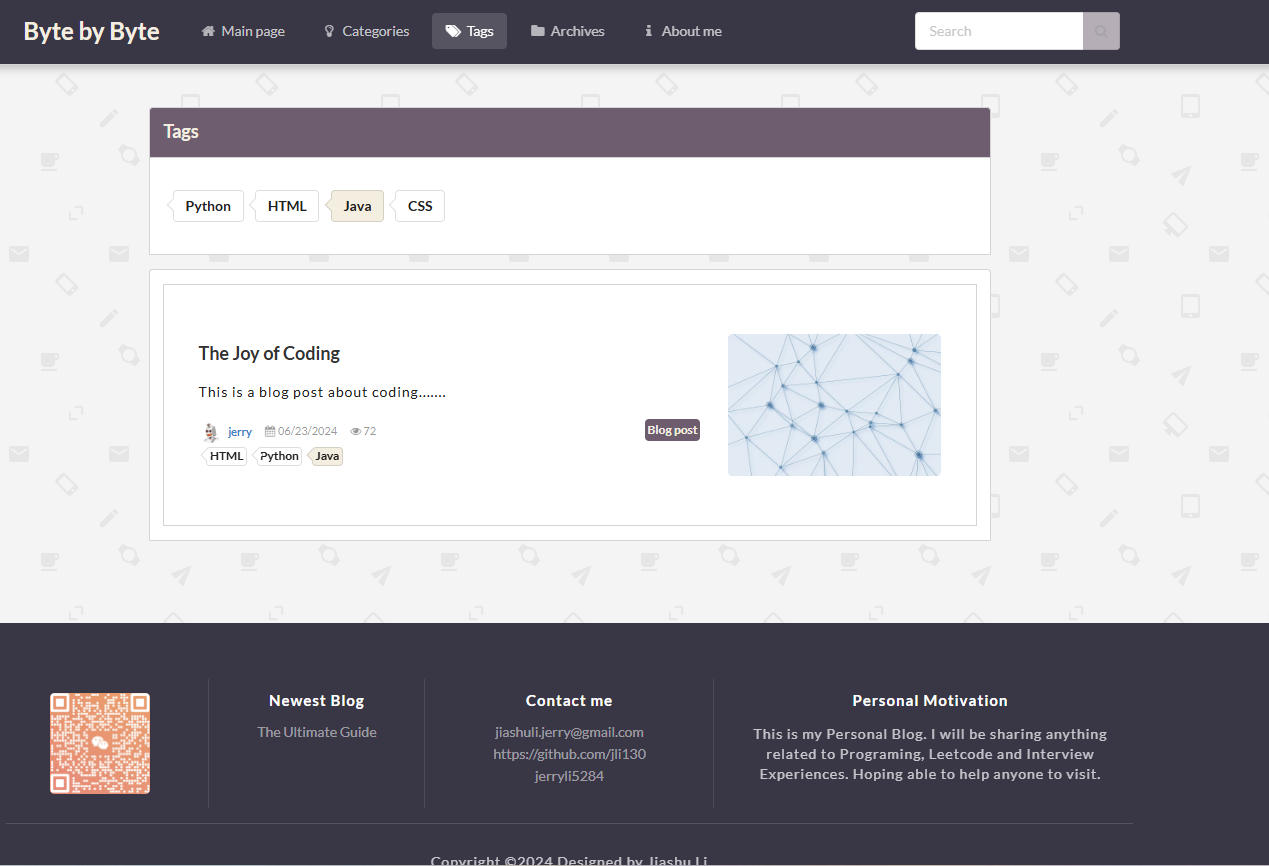 Byte by Byte Main page Categories Tags Archives About me Search
Tags
Python HTML Java CSS
The Joy of Coding
This is a blog post about coding.......
jerry 06/23/2024 72 Blog post
HTML Python Java
Newest Blog
The Ultimate Guide
Contact me
jiashuli.jerry@gmail.com
https://github.com/jli130
jerryli5284
Personal Motivation
This is my Personal Blog. I will be sharing anything
related to Programing, Leetcode and Interview
Experiences. Hoping able to help anyone to visit.
Copyright ©2024 Designed by Jiashu Li